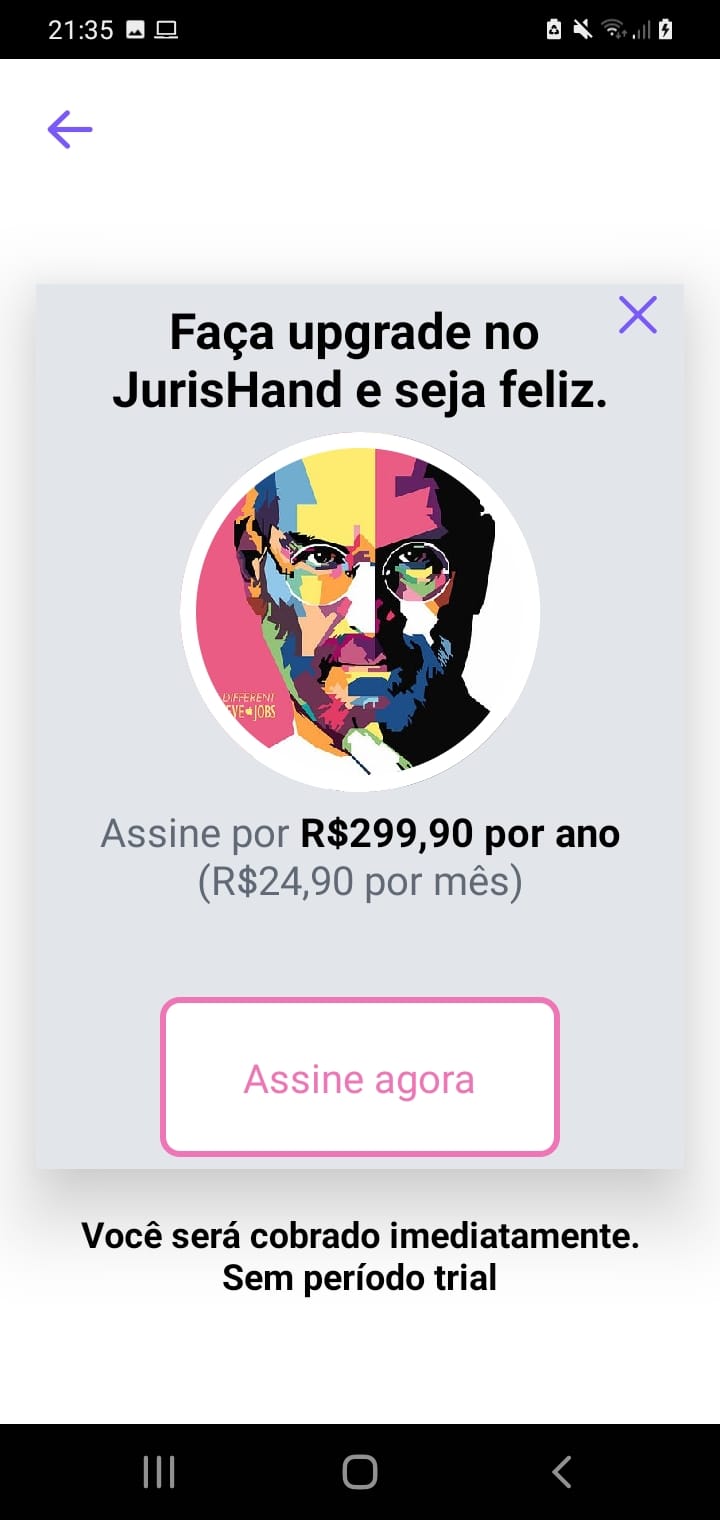 21:35
Faça upgrade no
JurisHand e seja feliz.
DIFFERENT
EVE JOBS
Assine por R$299,90 por ano
(R$24,90 por mês)
Assine agora
Você será cobrado imediatamente.
Sem período trial